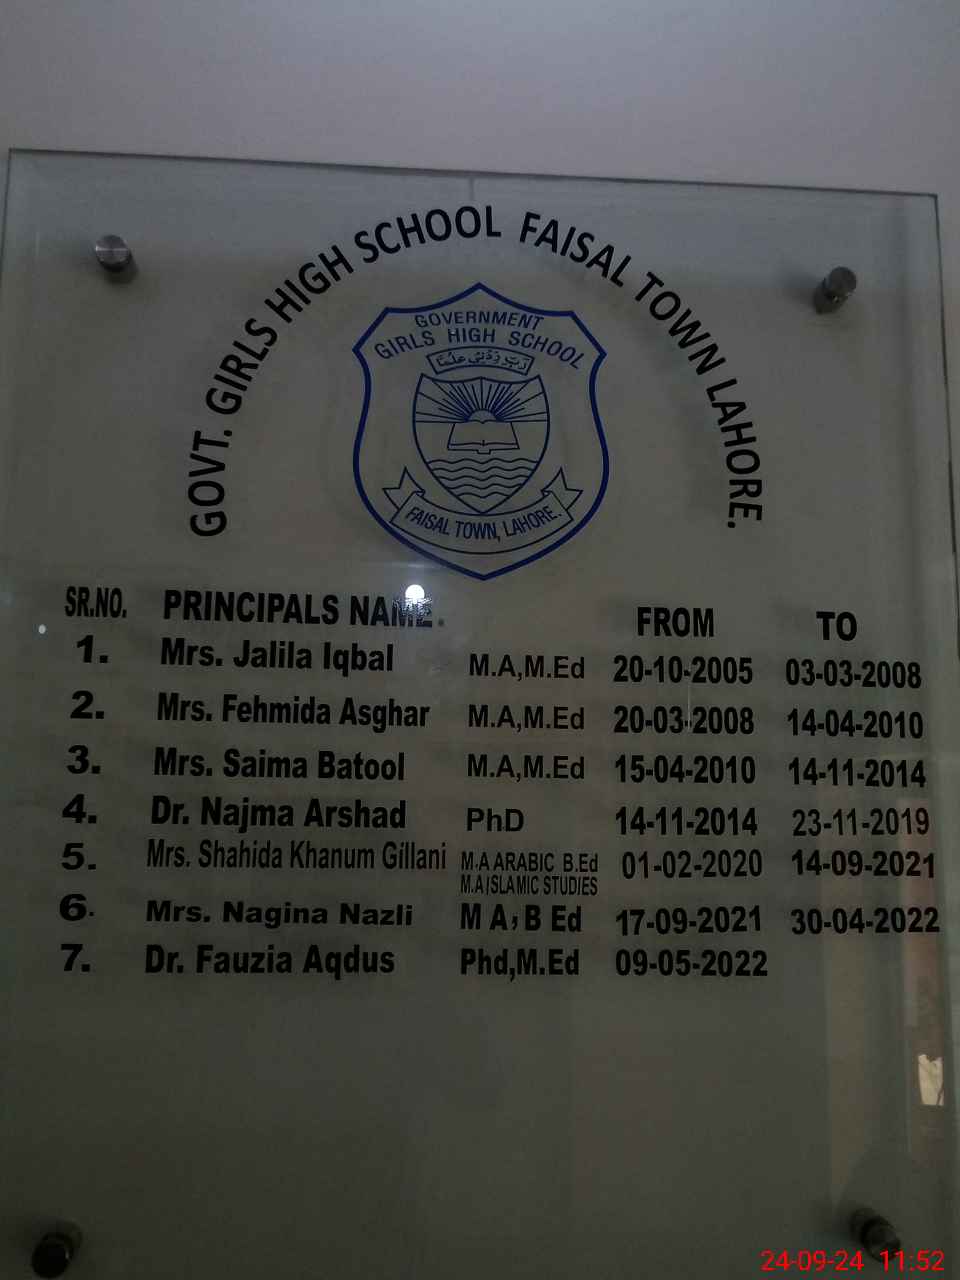 GOVT. GIRLS HIGH SCHOOL FAISAL TOWN LAHORE.
GOVERNMENT
GIRLS HIGH SCHOOL
رَبِّ زِدْنِي عِلْمًا
FAISAL TOWN, LAHORE.
SR.NO. PRINCIPALS NAME. FROM TO
1. Mrs. Jalila Iqbal M.A,M.Ed 20-10-2005 03-03-2008
2. Mrs. Fehmida Asghar M.A,M.Ed 20-03-2008 14-04-2010
3. Mrs. Saima Batool M.A,M.Ed 15-04-2010 14-11-2014
4. Dr. Najma Arshad PhD 14-11-2014 23-11-2019
5. Mrs. Shahida Khanum Gillani M.A ARABIC B.Ed 01-02-2020 14-09-2021
M.A ISLAMIC STUDIES
6. Mrs. Nagina Nazli M A, B Ed 17-09-2021 30-04-2022
7. Dr. Fauzia Aqdus Phd,M.Ed 09-05-2022
24-09-24 11:52